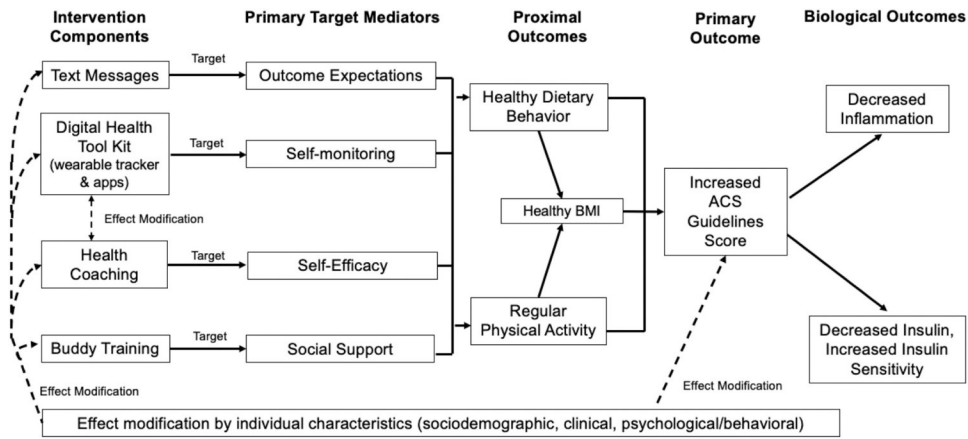 Intervention
Components
Primary Target Mediators
Proximal
Outcomes
Primary
Outcome
Biological Outcomes
Text Messages
Target
Outcome Expectations
Digital Health
Tool Kit
(wearable tracker
& apps)
Target
Self-monitoring
Effect Modification
Health
Coaching
Target
Self-Efficacy
Buddy Training
Target
Social Support
Healthy Dietary
Behavior
Healthy BMI
Regular
Physical Activity
Increased
ACS
Guidelines
Score
Decreased
Inflammation
Decreased Insulin,
Increased Insulin
Sensitivity
Effect Modification
Effect Modification
Effect modification by individual characteristics (sociodemographic, clinical, psychological/behavioral)